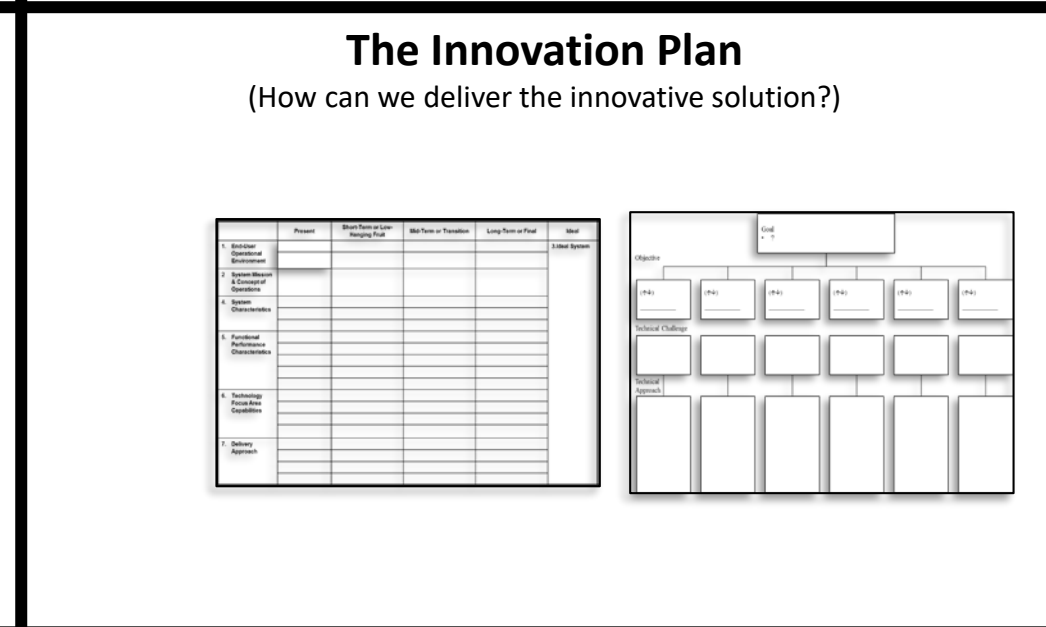 The Innovation Plan
(How can we deliver the innovative solution?)
Present
Short-Term or Low-
Hanging Fruit
Mid-Term or Transition
Long-Term or Final
Ideal
1. End-User
Operational
Environment
3.Ideal System
2 System Mission
& Concept of
Operations
4. System
Characteristics
5. Functional
Performance
Characteristics
6. Technology
Focus Area
Capabilities
7. Delivery
Approach
Goal
• ?
Objective
(↑↓)
(↑↓)
(↑↓)
(↑↓)
(↑↓)
(↑↓)
Technical Challenge
Technical
Approach